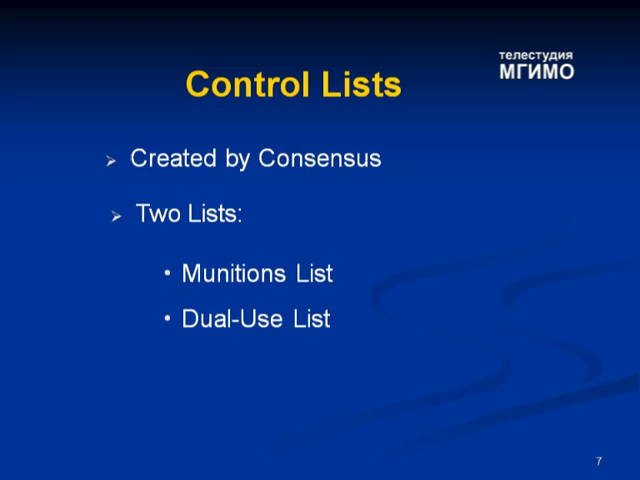 телестудия
МГИМО
Control Lists
Created by Consensus
Two Lists:
Munitions List
Dual-Use List
7